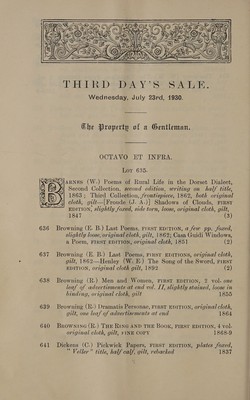 THIRD DAY'S SALE.
Wednesday, July 23rd, 1930.
The Property of a Gentleman.
OCTAVO ET INFRA.
Lot 635.
BARNES (W.) Poems of Rural Life in the Dorset Dialect,
Second Collection, second edition, writing on half title,
1863; Third Collection, frontispiece, 1862, both original
cloth, gilt—[Froude (J. A.)] Shadows of Clouds, FIRST
EDITION, slightly foxed, side torn, loose, original cloth, gilt,
1847 (3)
636 Browning (E. B.) Last Poems, FIRST EDITION, a few pp. foxed,
slightly loose, original cloth, gilt, 1862; Casa Guidi Windows,
a Poem, FIRST EDITION, original cloth, 1851 (2)
637 Browning (E. B.) Last Poems, FIRST EDITIONS, original cloth,
gilt, 1862—Henley (W. E.) The Song of the Sword, FIRST
EDITION, original cloth gilt, 1892 (2)
638 Browning (R.) Men and Women, FIRST EDITION, 2 vol. one
leaf of advertisements at end vol. II, slightly stained, loose in
binding, original cloth, gilt 1855
639 Browning (R.) Dramatis Personae, FIRST EDITION, original cloth,
gilt, one leaf of advertisements at end 1864
640 BROWNING (R.) THE RING AND THE BOOK, FIRST EDITION, 4 vol.
original cloth, gilt, FINE COPY 1868-9
641 Dickens (C.) Pickwick Papers, FIRST EDITION, plates foxed,
"Veller" title, half calf, gilt, rebacked 1837